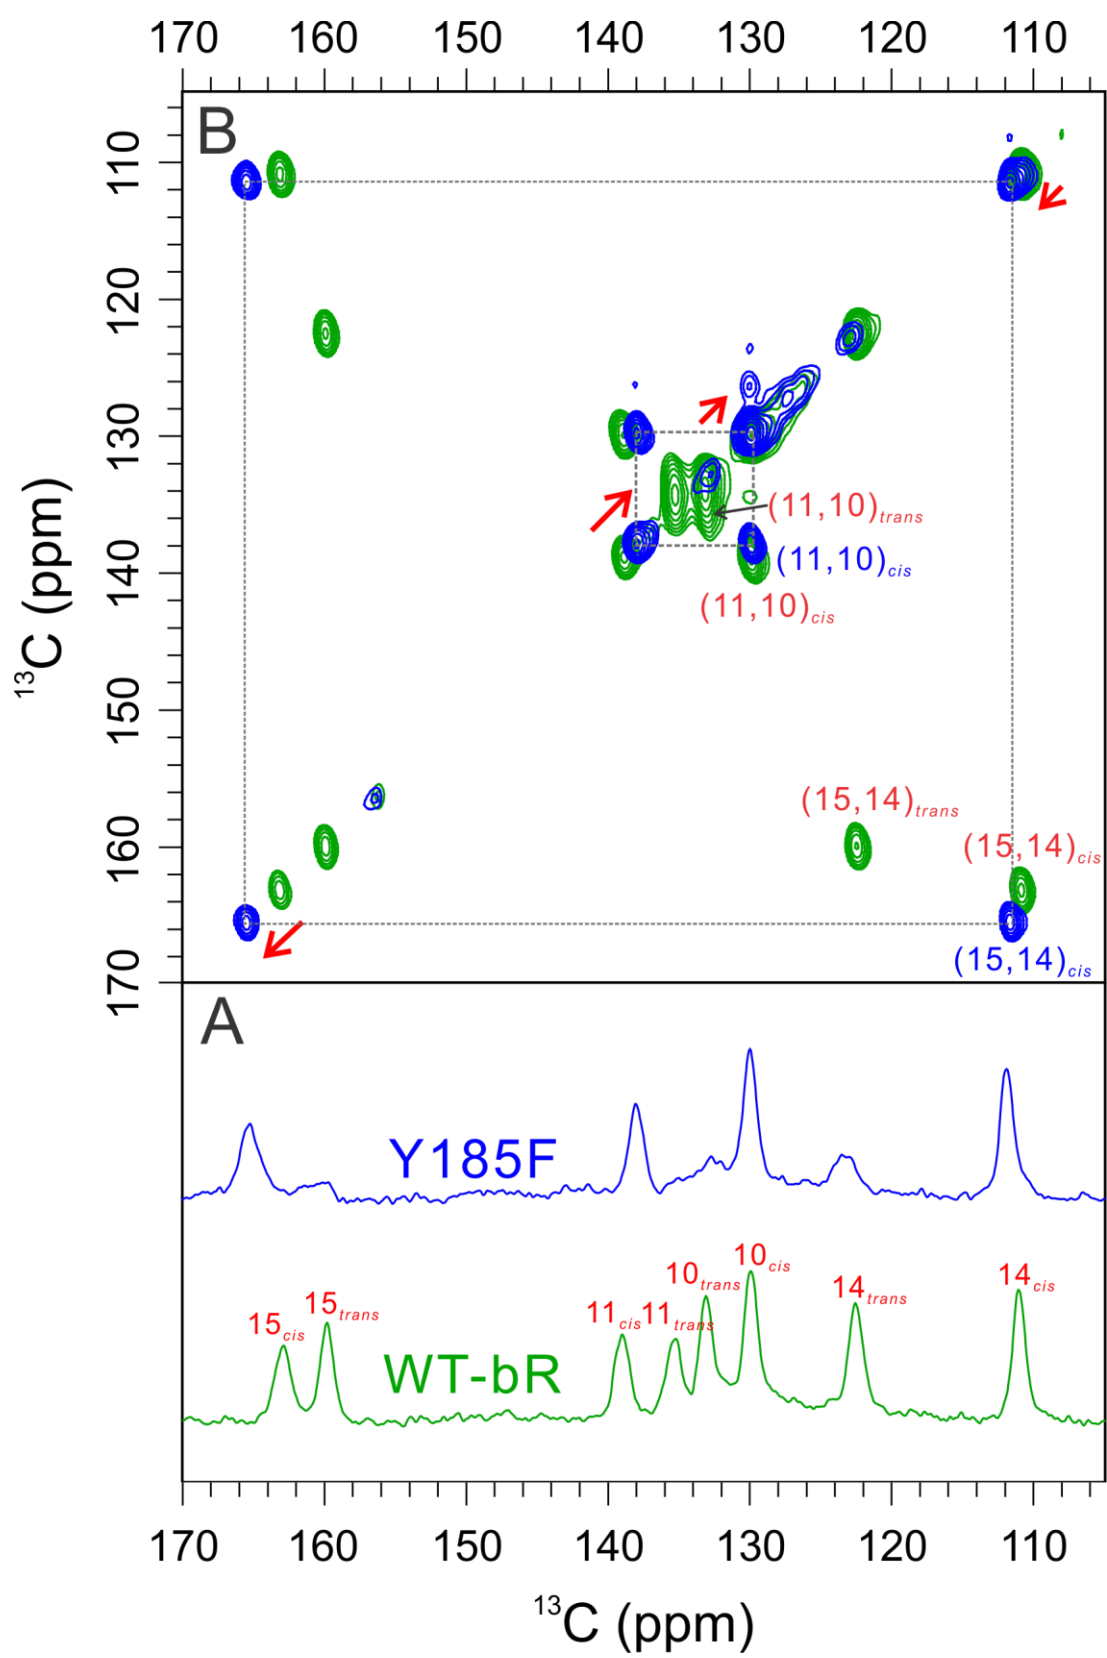 170 160 150 140 130 120 110
B
110
120
130
140
150
160
170
¹³C (ppm)
(11,10)trans
(11,10)cis
(11,10)cis
(15,14)trans
(15,14)cis
(15,14)cis
A
Y185F
15cis
15trans
11cis
11trans
10trans
10cis
14trans
14cis
WT-bR
170 160 150 140 130 120 110
¹³C (ppm)